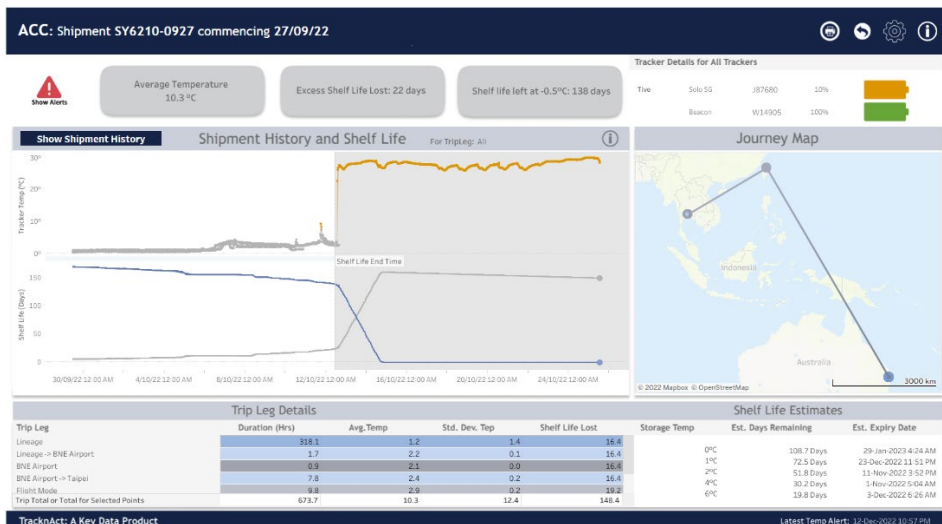 ACC: Shipment SY6210-0927 commencing 27/09/22
Show Alerts
Average Temperature
10.3 ºC
Excess Shelf Life Lost: 22 days
Shelf life left at -0.5ºC: 138 days
Tracker Details for All Trackers
Tive Solo 5G J87680 10%
Beacon W14905 100%
Show Shipment History
Shipment History and Shelf Life For TripLeg: All
Journey Map
Tracker Temp (ºC)
30º
20º
10º
0º
Shelf Life End Time
Shelf Life (Days)
150
100
50
0
30/09/22 12:00 AM 4/10/22 12:00 AM 8/10/22 12:00 AM 12/10/22 12:00 AM 16/10/22 12:00 AM 20/10/22 12:00 AM 24/10/22 12:00 AM
Indonesia
Australia
© 2022 Mapbox © OpenStreetMap
3000 km
Trip Leg Details
Trip Leg Duration (Hrs) Avg.Temp Std. Dev. Tep Shelf Life Lost
Lineage 318.1 1.2 1.4 16.4
Lineage -> BNE Airport 1.7 2.2 0.1 16.4
BNE Airport 0.9 2.1 0.0 16.4
BNE Airport -> Taipei 7.8 2.4 0.2 16.4
Flight Mode 9.8 2.9 0.2 19.2
Trip Total or Total for Selected Points 673.7 10.3 12.4 148.4
Shelf Life Estimates
Storage Temp Est. Days Remaining Est. Expiry Date
0ºC 108.7 Days 29-Jan-2023 4:24 AM
1ºC 72.5 Days 23-Dec-2022 11:51 PM
2ºC 51.8 Days 11-Nov-2022 3:52 PM
4ºC 30.2 Days 1-Nov-2022 5:04 AM
6ºC 19.8 Days 3-Dec-2022 6:26 AM
TracknAct: A Key Data Product
Latest Temp Alert: 12-Dec-2022 10:57 PM